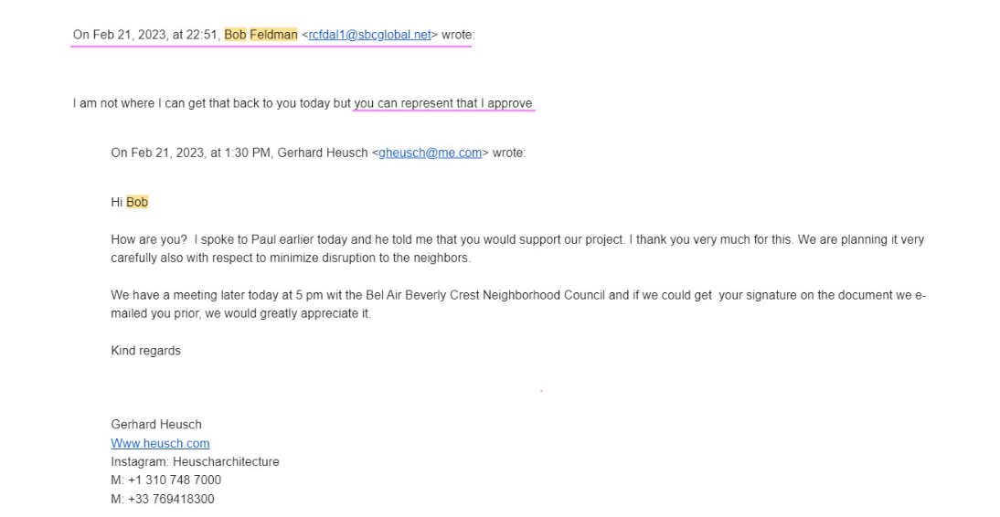 On Feb 21, 2023, at 22:51, Bob Feldman <rcfdal1@sbcglobal.net> wrote:
I am not where I can get that back to you today but you can represent that I approve
On Feb 21, 2023, at 1:30 PM, Gerhard Heusch <gheusch@me.com> wrote:
Hi Bob
How are you?  I spoke to Paul earlier today and he told me that you would support our project. I thank you very much for this. We are planning it very
carefully also with respect to minimize disruption to the neighbors.
We have a meeting later today at 5 pm wit the Bel Air Beverly Crest Neighborhood Council and if we could get  your signature on the document we e-
mailed you prior, we would greatly appreciate it.
Kind regards
Gerhard Heusch
Www.heusch.com
Instagram: Heuscharchitecture
M: +1 310 748 7000
M: +33 769418300